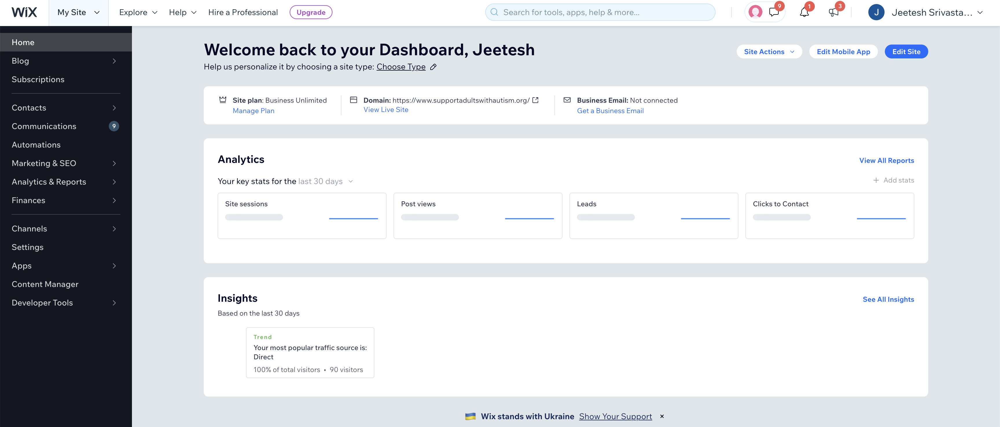 WiX
My Site
Explore
Help
Hire a Professional
Upgrade
Search for tools, apps, help & more...
9
1
3
J
Jeetesh Srivasta...
Home
Blog
Subscriptions
Contacts
Communications 9
Automations
Marketing & SEO
Analytics & Reports
Finances
Channels
Settings
Apps
Content Manager
Developer Tools
Welcome back to your Dashboard, Jeetesh
Help us personalize it by choosing a site type: Choose Type
Site Actions
Edit Mobile App
Edit Site
Site plan: Business Unlimited
Manage Plan
Domain: https://www.supportadultswithautism.org/
View Live Site
Business Email: Not connected
Get a Business Email
Analytics
View All Reports
Your key stats for the last 30 days
+ Add stats
Site sessions
Post views
Leads
Clicks to Contact
Insights
See All Insights
Based on the last 30 days
Trend
Your most popular traffic source is:
Direct
100% of total visitors • 90 visitors
Wix stands with Ukraine Show Your Support ×